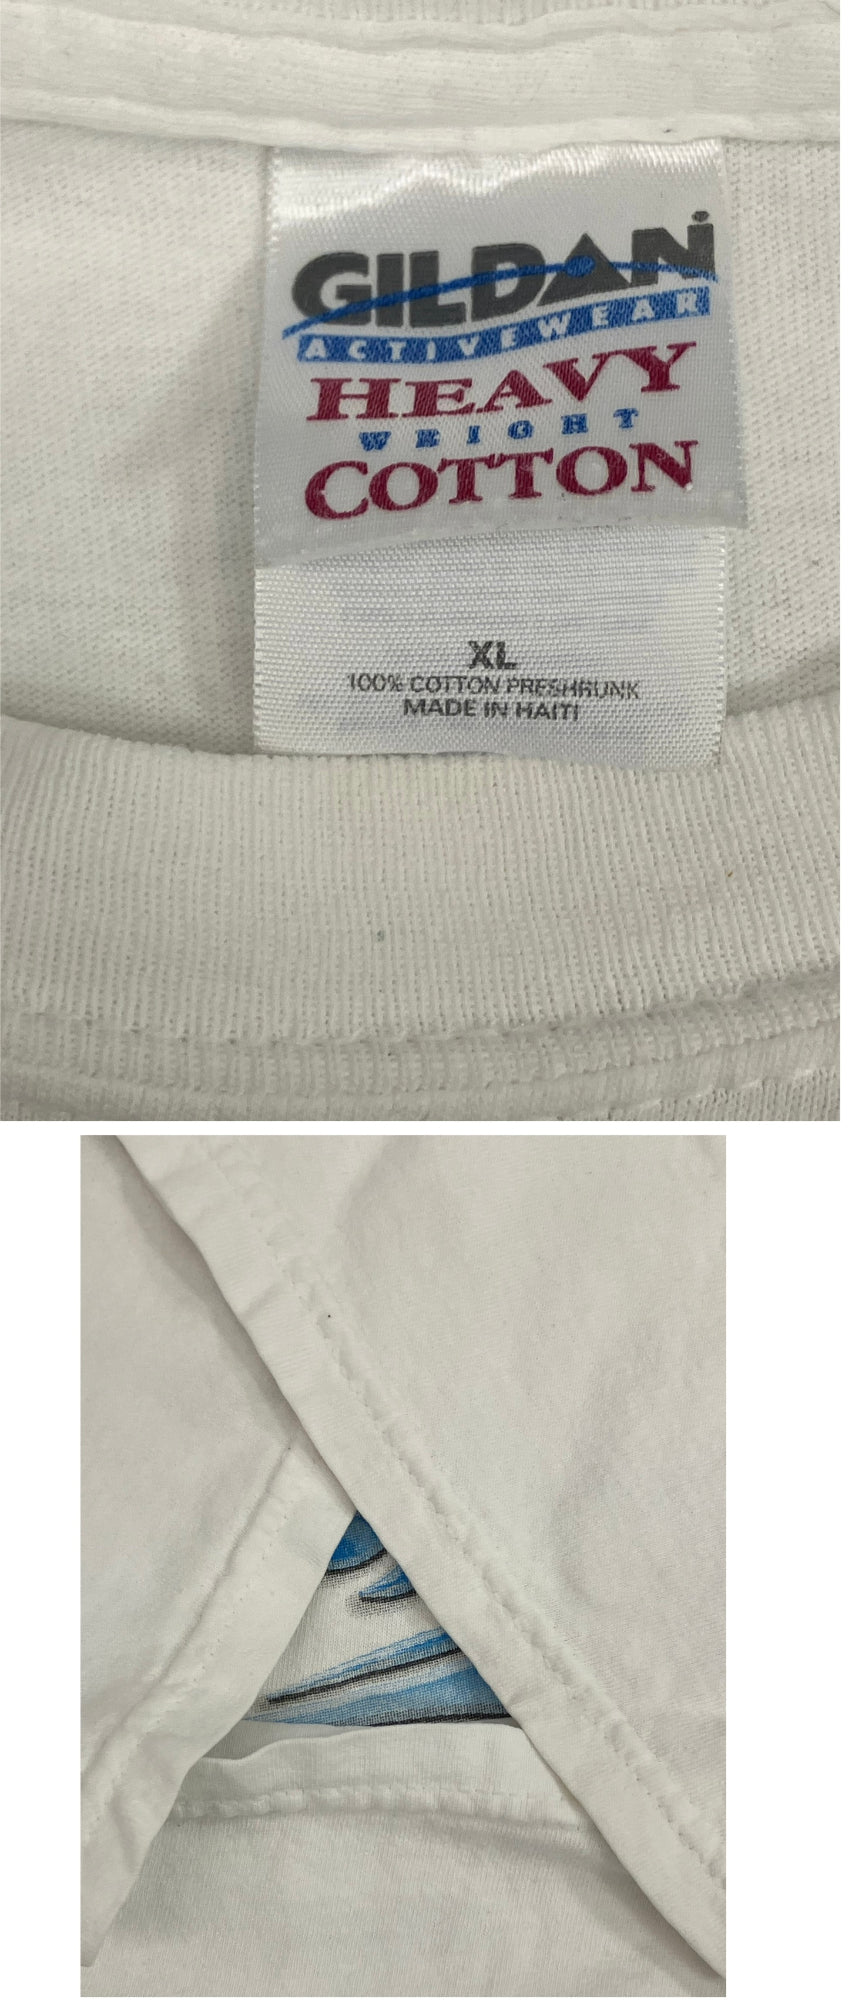 GILDAN
ACTIVEWEAR
HEAVY
WEIGHT
COTTON
XL
100% COTTON PRESHRUNK
MADE IN HAITI